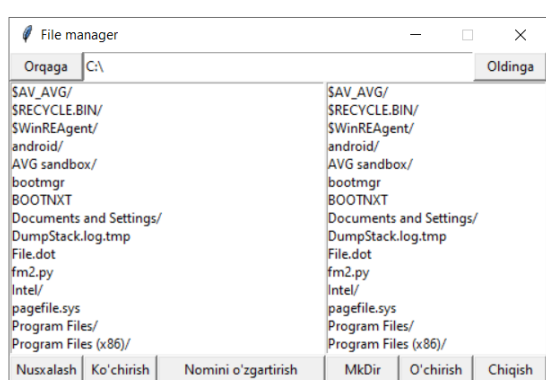 File manager
Orqaga C:\ Oldinga
$AV_AVG/ $AV_AVG/
$RECYCLE.BIN/ $RECYCLE.BIN/
$WinREAgent/ $WinREAgent/
android/ android/
AVG sandbox/ AVG sandbox/
bootmgr bootmgr
BOOTNXT BOOTNXT
Documents and Settings/ Documents and Settings/
DumpStack.log.tmp DumpStack.log.tmp
File.dot File.dot
fm2.py fm2.py
Intel/ Intel/
pagefile.sys pagefile.sys
Program Files/ Program Files/
Program Files (x86)/ Program Files (x86)/
Nusxalash Ko'chirish Nomini o'zgartirish MkDir O'chirish Chiqish